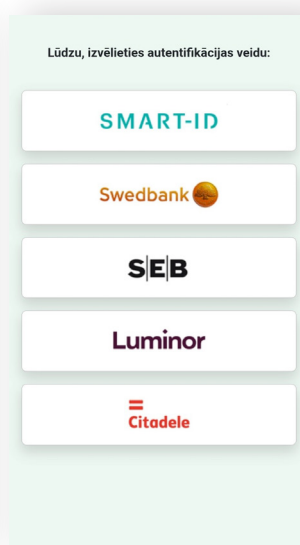 Lūdzu, izvēlieties autentifikācijas veidu:
SMART-ID
Swedbank
SEB
Luminor
Citadele